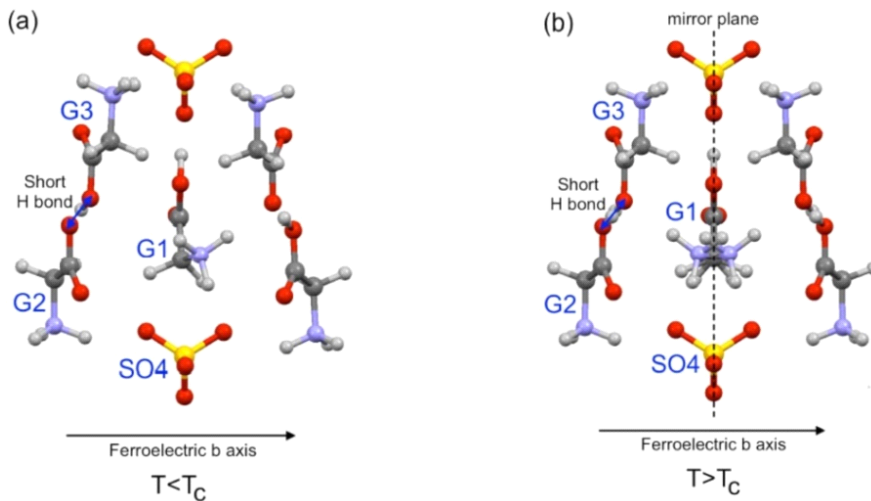 (a)
G3
Short
H bond
G1
G2
SO4
Ferroelectric b axis
T<Tc
(b)
mirror plane
G3
Short
H bond
G1
G2
SO4
Ferroelectric b axis
T>Tc